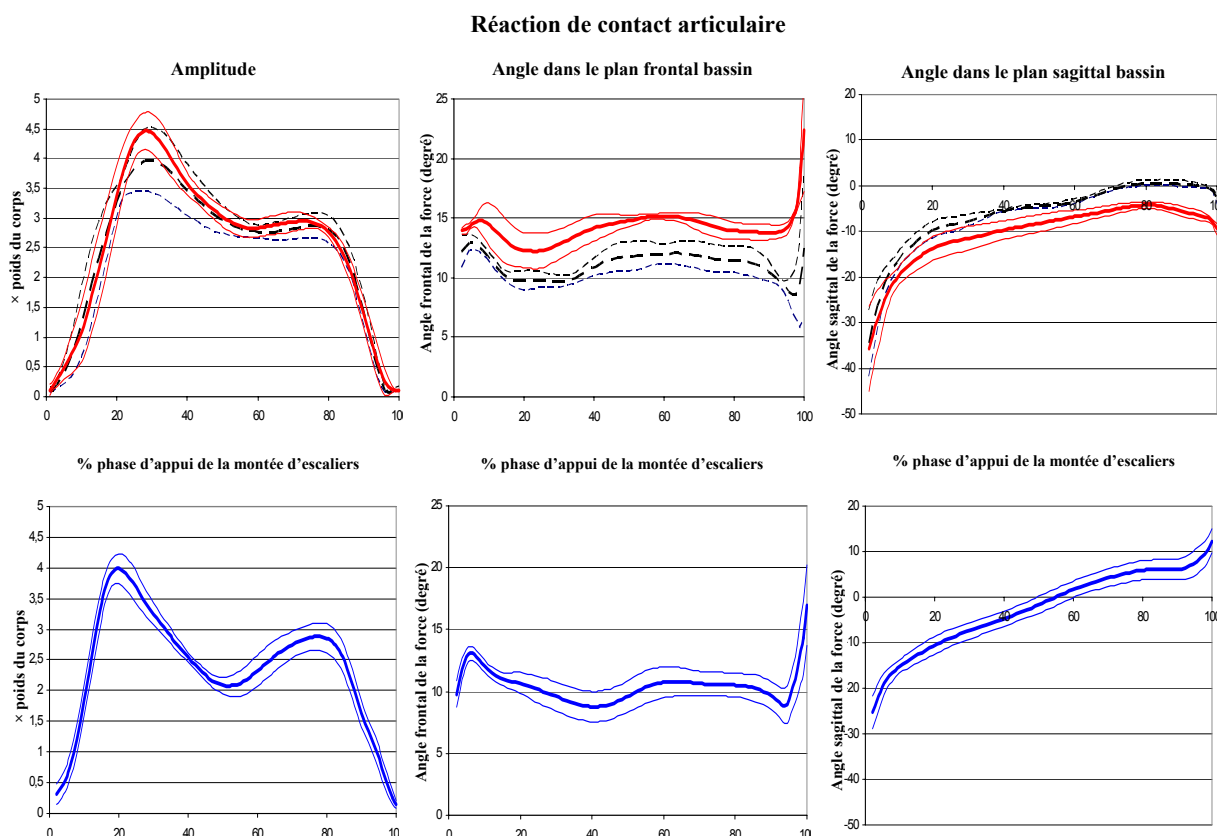 Réaction de contact articulaire
Amplitude
Angle dans le plan frontal bassin
Angle dans le plan sagittal bassin
× poids du corps
5
4,5
4
3,5
3
2,5
2
1,5
1
0,5
0
0 20 40 60 80 10
Angle frontal de la force (degré)
25
20
15
10
5
0
0 20 40 60 80 100
Angle sagittal de la force (degré)
20
10
0
-10
-20
-30
-40
-50
0 20 40 60 80 100
% phase d'appui de la montée d'escaliers
% phase d'appui de la montée d'escaliers
% phase d'appui de la montée d'escaliers
× poids du corps
5
4,5
4
3,5
3
2,5
2
1,5
1
0,5
0
0 20 40 60 80 10
Angle frontal de la force (degré)
25
20
15
10
5
0
0 20 40 60 80 100
Angle sagittal de la force (degré)
20
10
0
-10
-20
-30
-40
-50
0 20 40 60 80 100